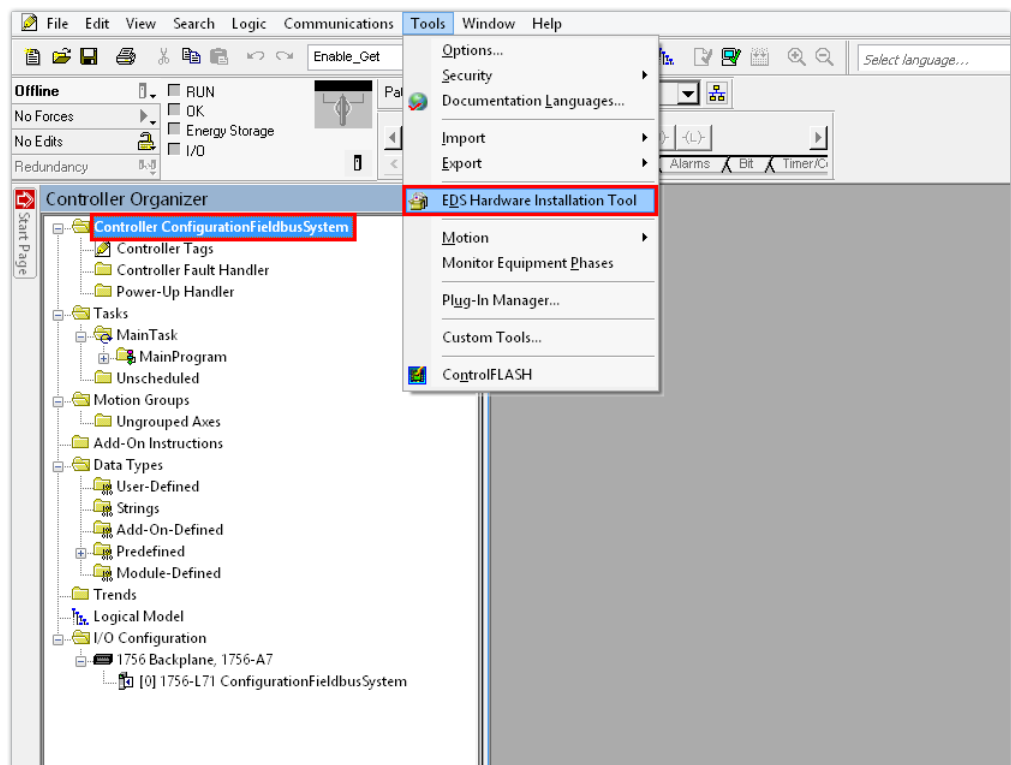 File Edit View Search Logic Communications Tools Window Help
Enable_Get
Select language...
Offline
RUN
No Forces
OK
No Edits
Energy Storage
Redundancy
I/O
Options...
Security
Documentation Languages...
Import
Export
EDS Hardware Installation Tool
Motion
Monitor Equipment Phases
Plug-In Manager...
Custom Tools...
ControlFLASH
-(L)-
Alarms Bit
Start Page
Controller Organizer
Controller ConfigurationFieldbusSystem
Controller Tags
Controller Fault Handler
Power-Up Handler
Tasks
MainTask
MainProgram
Unscheduled
Motion Groups
Ungrouped Axes
Add-On Instructions
Data Types
User-Defined
Strings
Add-On-Defined
Predefined
Module-Defined
Trends
Logical Model
I/O Configuration
1756 Backplane, 1756-A7
[0] 1756-L71 ConfigurationFieldbusSystem